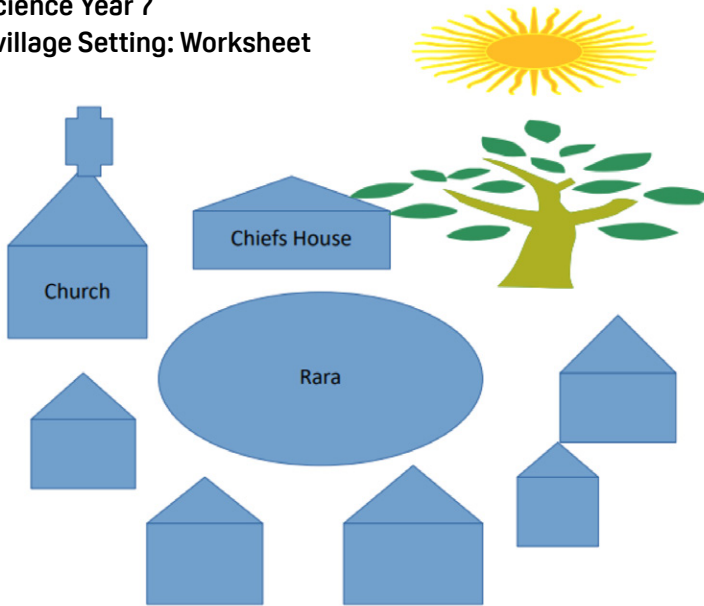 cience Year 7
village Setting: Worksheet
Chiefs House
Church
Rara